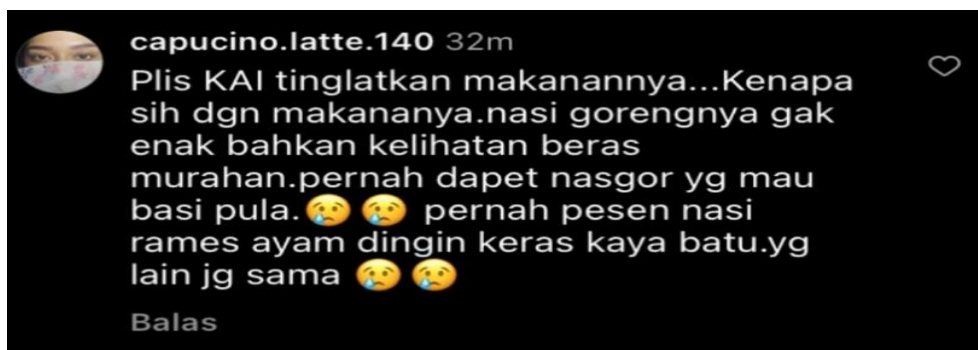 capucino.latte.140 32m
Plis KAI tinglatkan makanannya...Kenapa
sih dgn makananya.nasi gorengnya gak
enak bahkan kelihatan beras
murahan.pernah dapet nasgor yg mau
basi pula.😢😢 pernah pesen nasi
rames ayam dingin keras kaya batu.yg
lain jg sama 😢😢
Balas